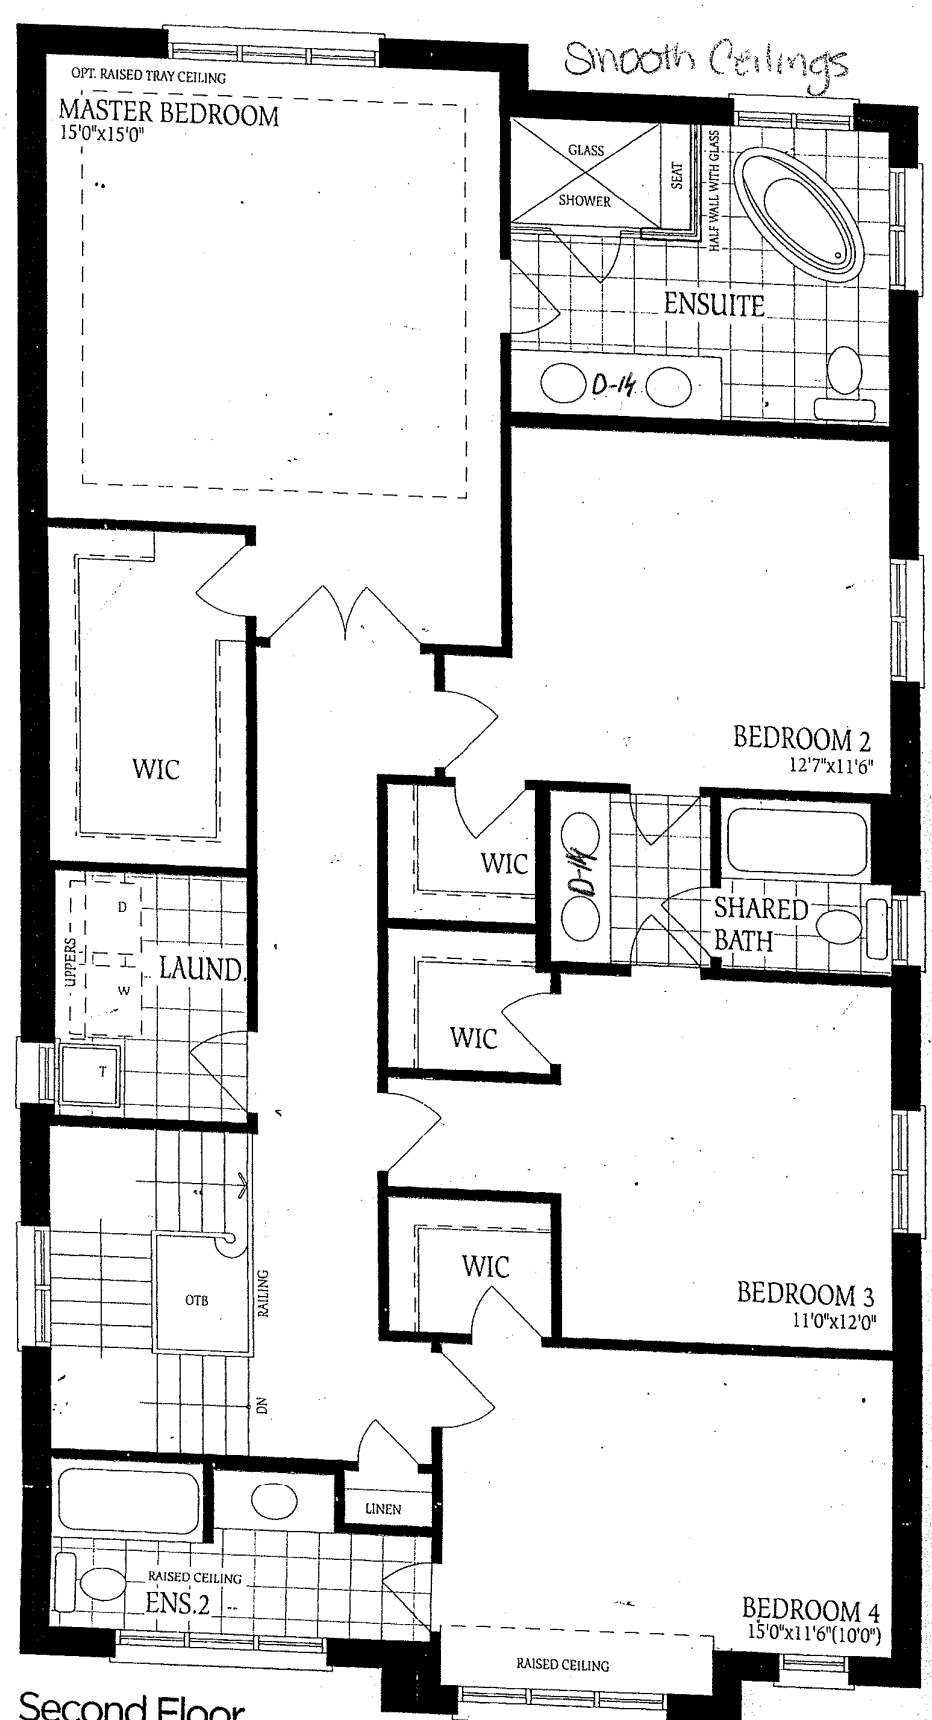 Smooth Ceilings
OPT. RAISED TRAY CEILING
MASTER BEDROOM
15'0"x15'0"
GLASS
SHOWER
SEAT
HALF WALL WITH GLASS
ENSUITE
D-14
BEDROOM 2
12'7"x11'6"
WIC
WIC
D-14
SHARED
BATH
UPPERS
D
W
LAUND.
T
WIC
OTB
RAILING
DN
WIC
BEDROOM 3
11'0"x12'0"
LINEN
RAISED CEILING
ENS.2
BEDROOM 4
15'0"x11'6"(10'0")
RAISED CEILING
Second Floor